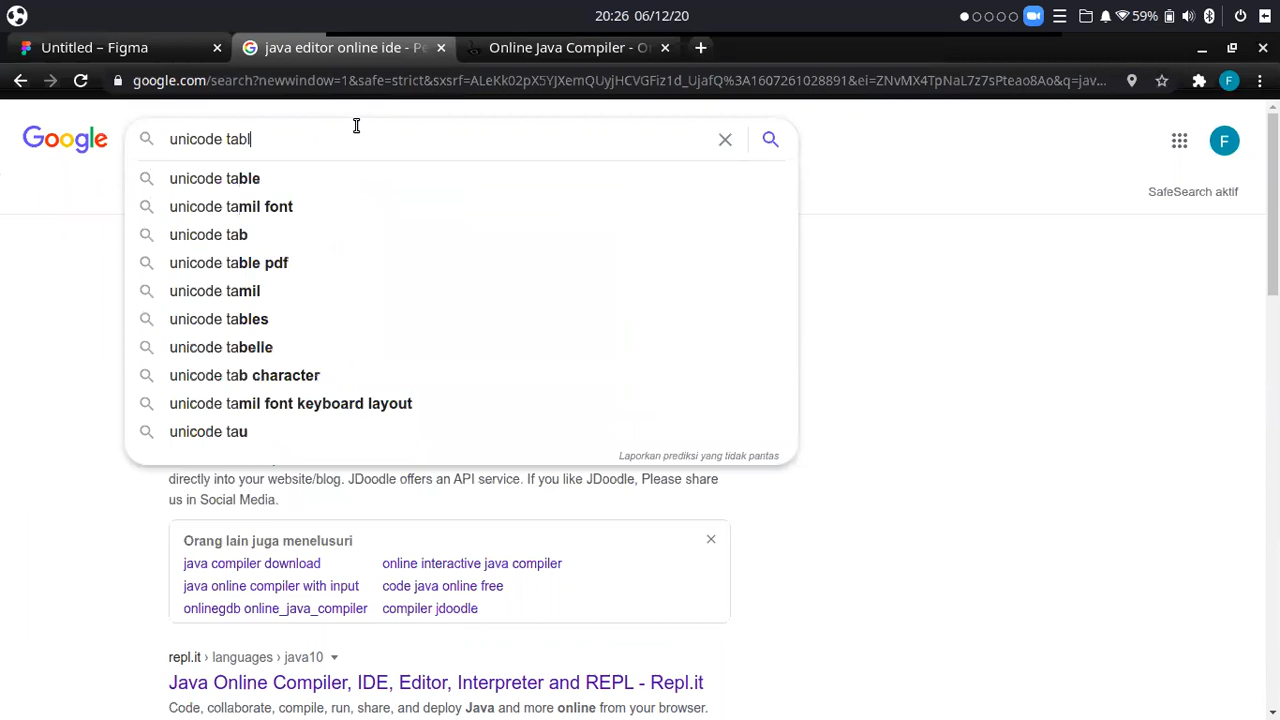 20:26 06/12/20
59%
Untitled – Figma
java editor online ide - Pe
Online Java Compiler - Or
google.com/search?newwindow=1&safe=strict&sxsrf=ALeKk02pX5YJXemQUyjHCVGFiz1d_UjafQ%3A1607261028891&ei=ZNvMX4TpNaL7z7sPteao8Ao&q=jav...
F
Google
unicode tabl
F
unicode table
SafeSearch aktif
unicode tamil font
unicode tab
unicode table pdf
unicode tamil
unicode tables
unicode tabelle
unicode tab character
unicode tamil font keyboard layout
unicode tau
Laporkan prediksi yang tidak pantas
directly into your website/blog. JDoodle offers an API service. If you like JDoodle, Please share
us in Social Media.
Orang lain juga menelusuri
java compiler download
online interactive java compiler
java online compiler with input
code java online free
onlinegdb online_java_compiler
compiler jdoodle
repl.it › languages › java10
Java Online Compiler, IDE, Editor, Interpreter and REPL - Repl.it
Code, collaborate, compile, run, share, and deploy Java and more online from your browser.